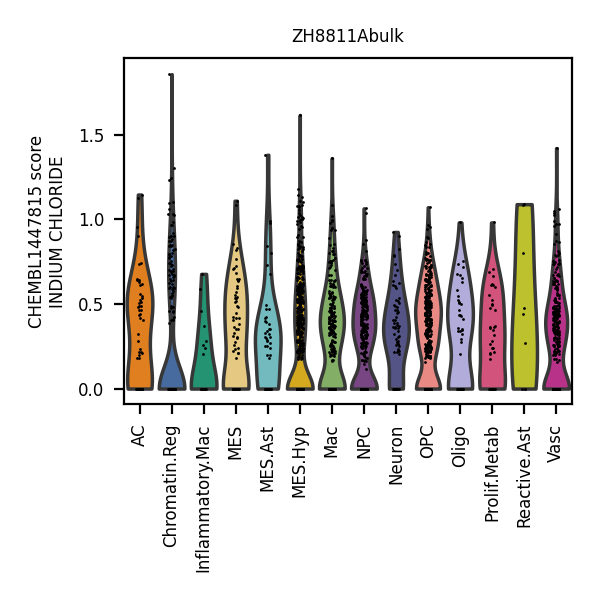 ZH8811Abulk
CHEMBL1447815 score
INDIUM CHLORIDE
1.5
1.0
0.5
0.0
AC
Chromatin.Reg
Inflammatory.Mac
MES
MES.Ast
MES.Hyp
Mac
NPC
Neuron
OPC
Oligo
Prolif.Metab
Reactive.Ast
Vasc